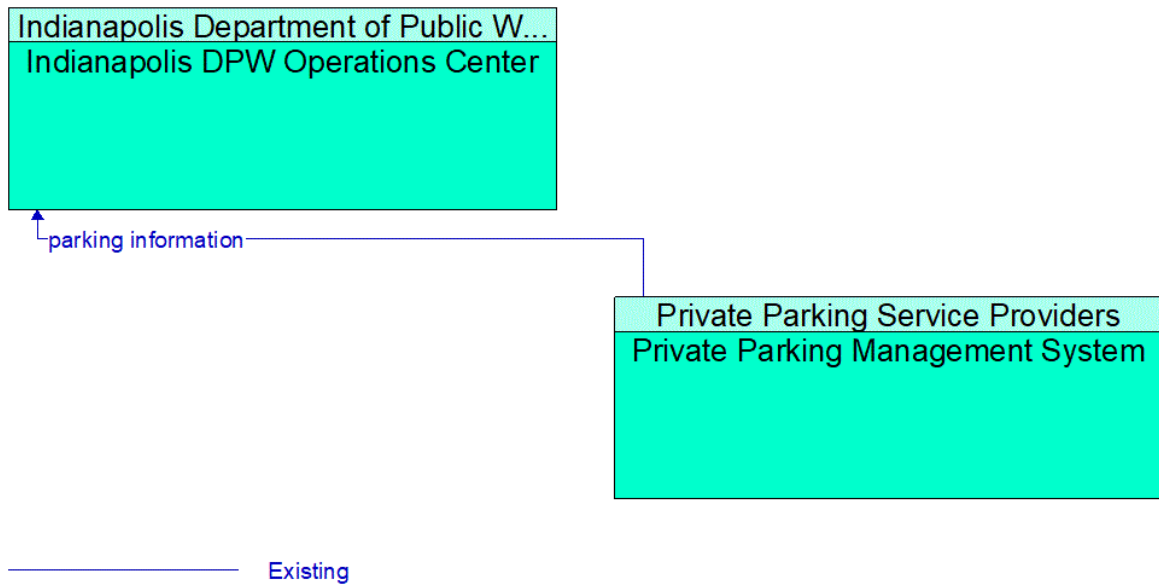 Indianapolis Department of Public W...
Indianapolis DPW Operations Center
parking information
Private Parking Service Providers
Private Parking Management System
Existing